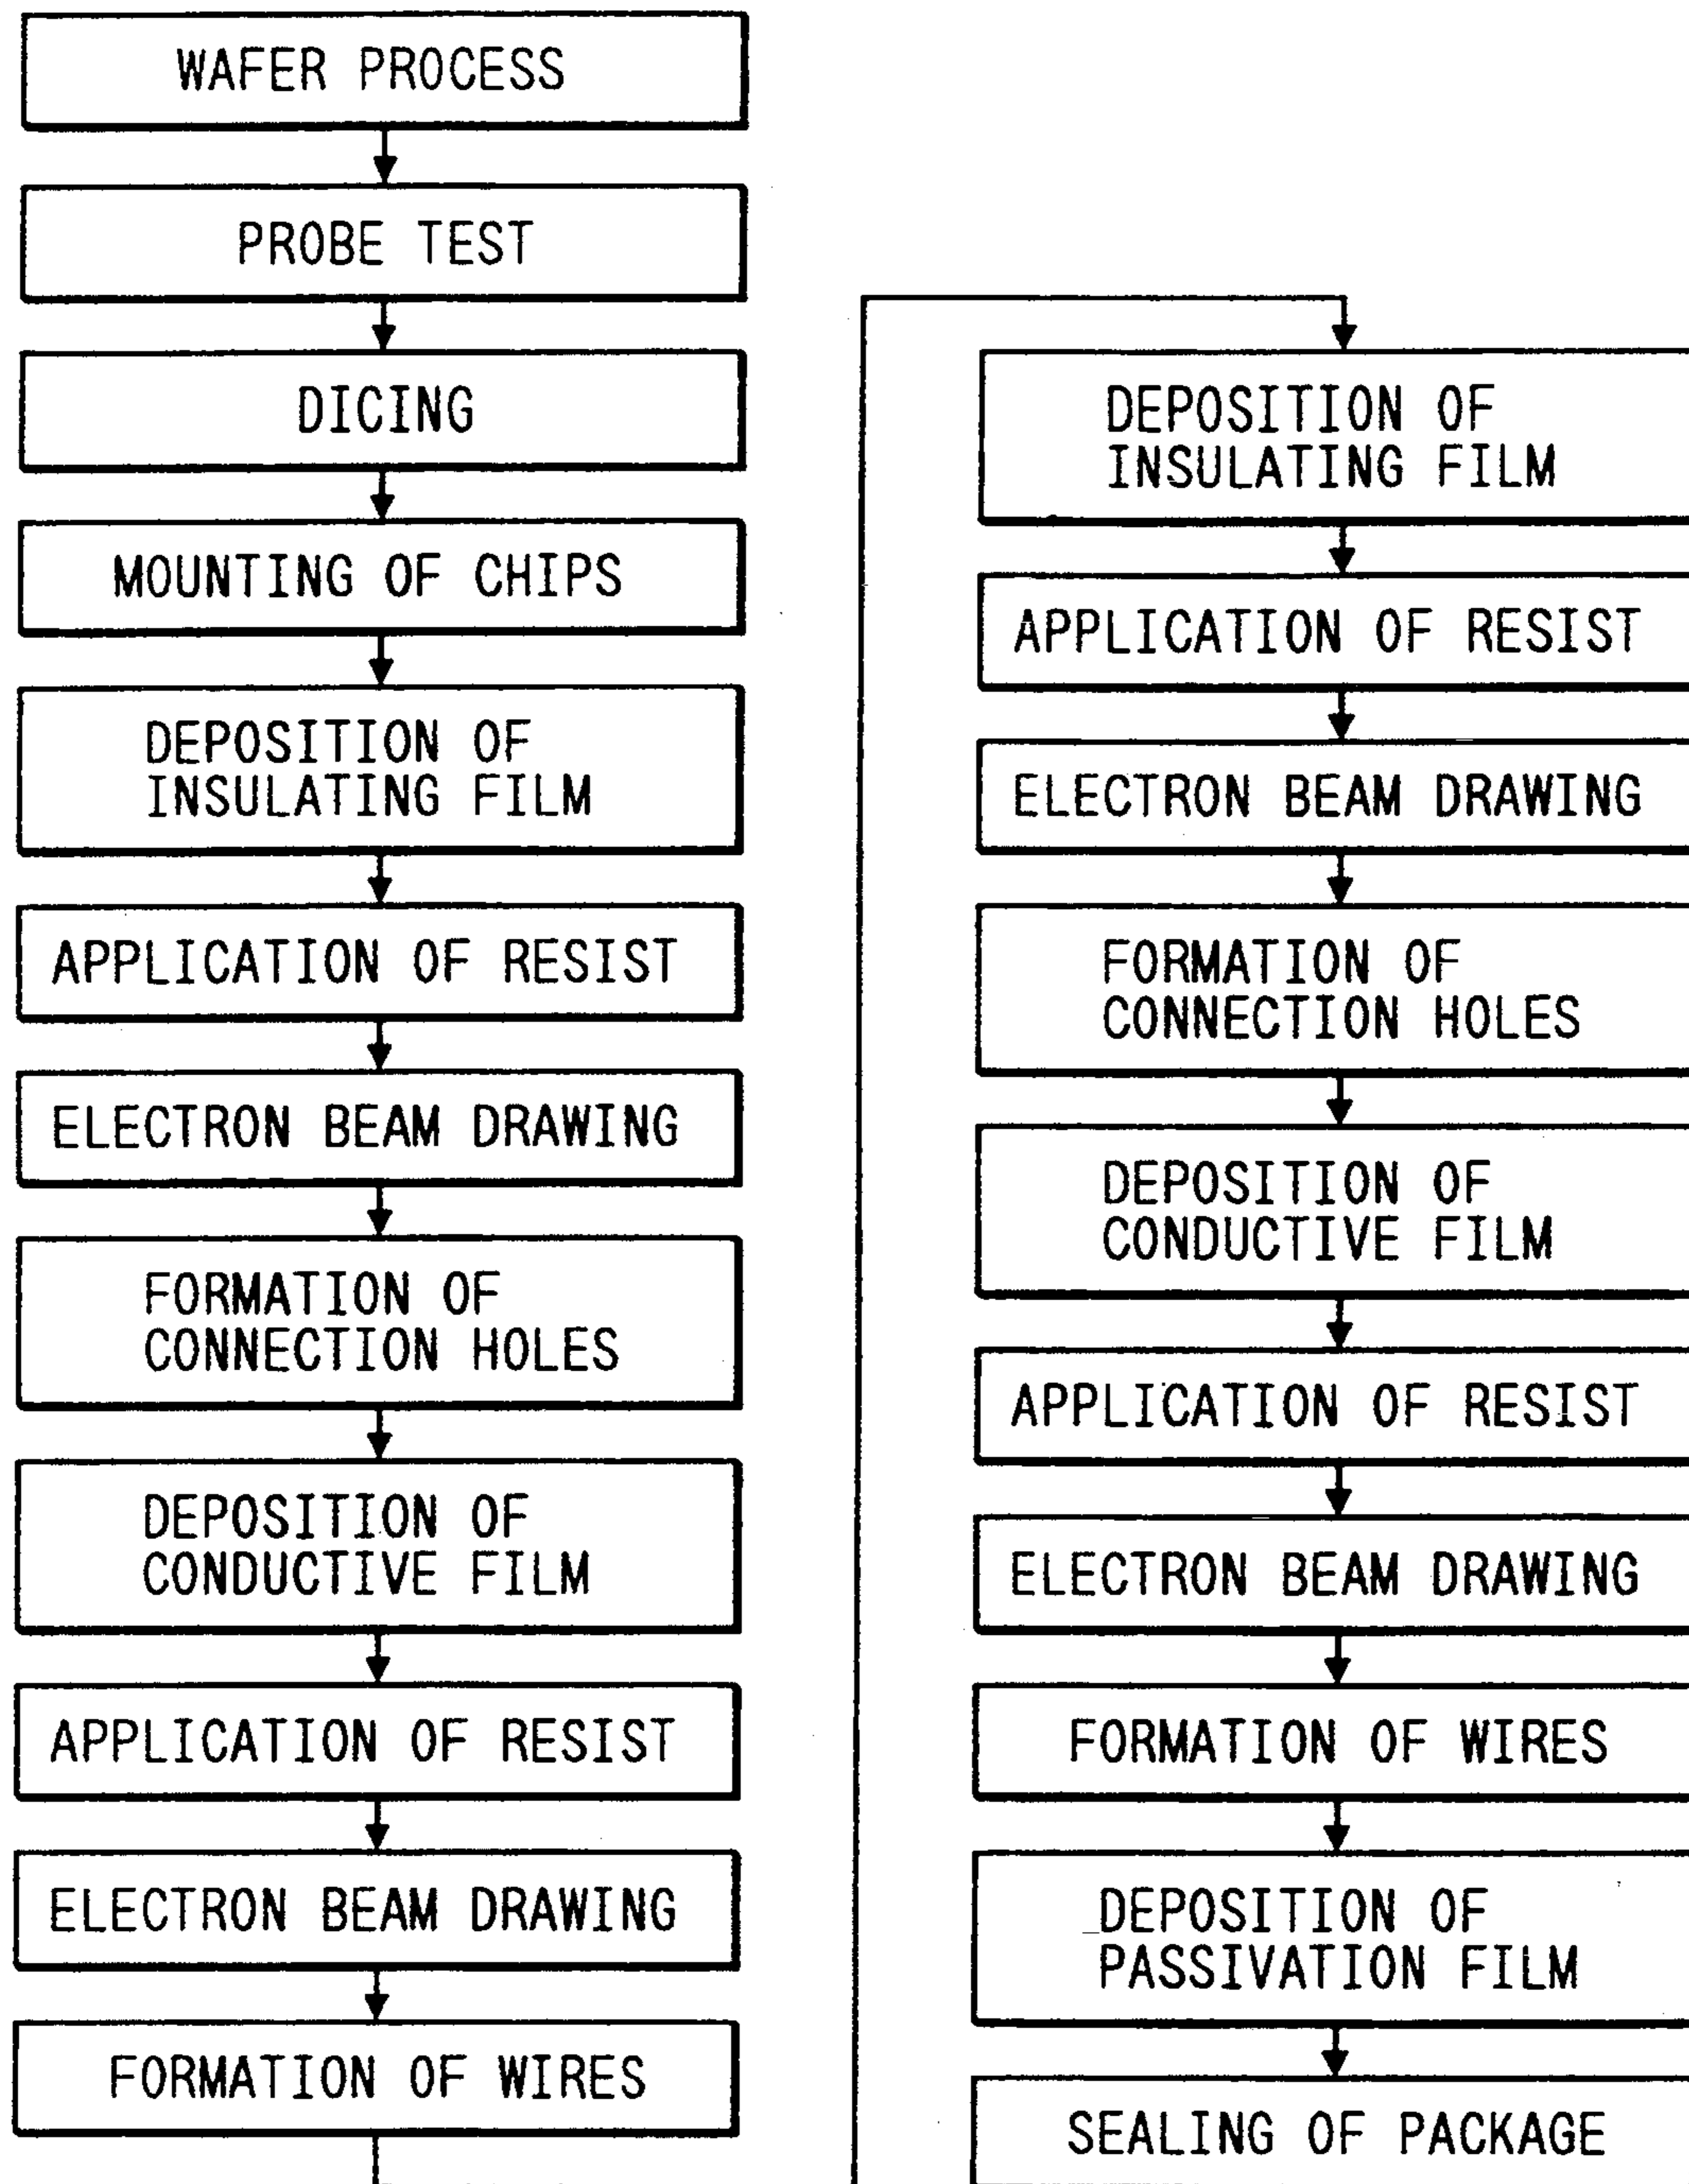 WAFER PROCESS
PROBE TEST
DICING
MOUNTING OF CHIPS
DEPOSITION OF
INSULATING FILM
APPLICATION OF RESIST
ELECTRON BEAM DRAWING
FORMATION OF
CONNECTION HOLES
DEPOSITION OF
CONDUCTIVE FILM
APPLICATION OF RESIST
ELECTRON BEAM DRAWING
FORMATION OF WIRES
DEPOSITION OF
INSULATING FILM
APPLICATION OF RESIST
ELECTRON BEAM DRAWING
FORMATION OF
CONNECTION HOLES
DEPOSITION OF
CONDUCTIVE FILM
APPLICATION OF RESIST
ELECTRON BEAM DRAWING
FORMATION OF WIRES
DEPOSITION OF
PASSIVATION FILM
SEALING OF PACKAGE